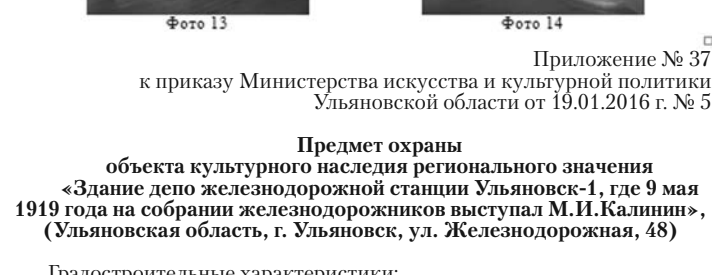 Фото 13 Фото 14
Приложение № 37
к приказу Министерства искусства и культурной политики
Ульяновской области от 19.01.2016 г. № 5
Предмет охраны
объекта культурного наследия регионального значения
«Здание депо железнодорожной станции Ульяновск-1, где 9 мая
1919 года на собрании железнодорожников выступал М.И.Калинин»,
(Ульяновская область, г. Ульяновск, ул. Железнодорожная, 48)
Градостроительные характеристики: